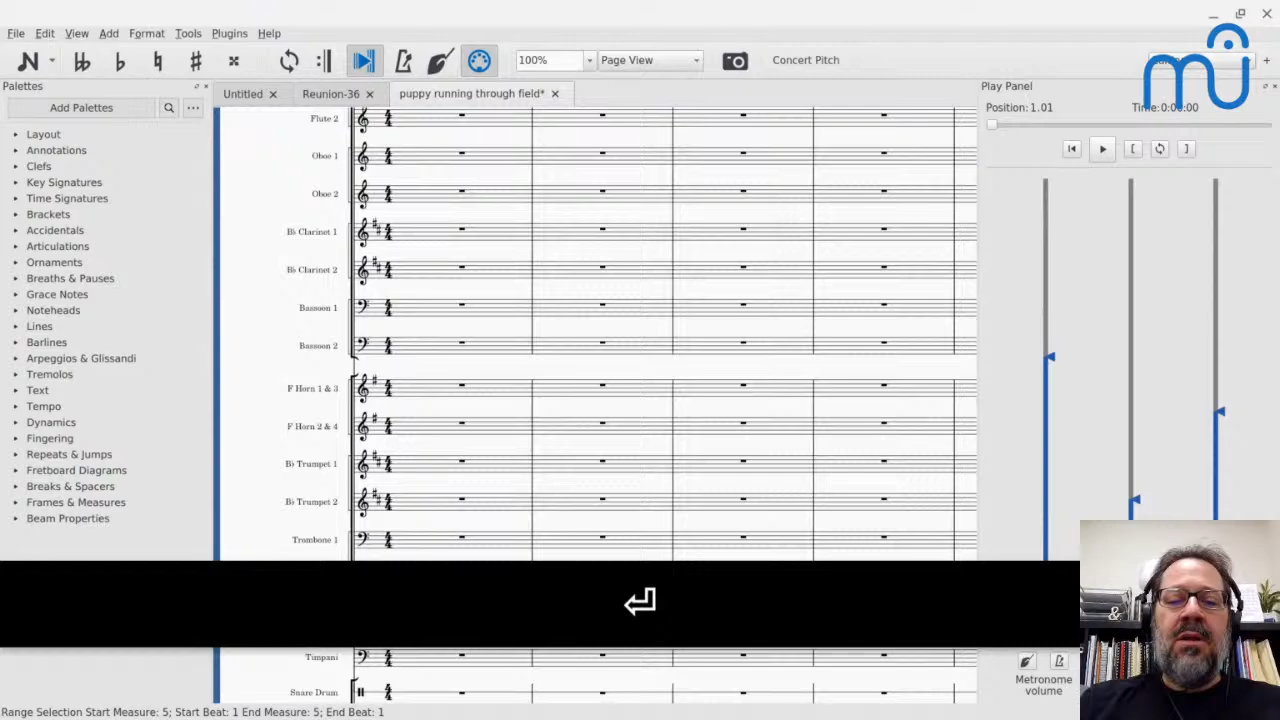 File Edit View Add Format Tools Plugins Help
100% Page View Concert Pitch
Palettes
Add Palettes
Layout
Annotations
Clefs
Key Signatures
Time Signatures
Brackets
Accidentals
Articulations
Ornaments
Breaths & Pauses
Grace Notes
Noteheads
Lines
Barlines
Arpeggios & Glissandi
Tremolos
Text
Tempo
Dynamics
Fingering
Repeats & Jumps
Fretboard Diagrams
Breaks & Spacers
Frames & Measures
Beam Properties
Untitled Reunion-36 puppy running through field*
Flute 2
Oboe 1
Oboe 2
B♭ Clarinet 1
B♭ Clarinet 2
Bassoon 1
Bassoon 2
F Horn 1 & 3
F Horn 2 & 4
B♭ Trumpet 1
B♭ Trumpet 2
Trombone 1
Timpani
Snare Drum
Play Panel
Position: 1.01 Time: 0:00:00
Metronome
volume
Range Selection Start Measure: 5; Start Beat: 1 End Measure: 5; End Beat: 1